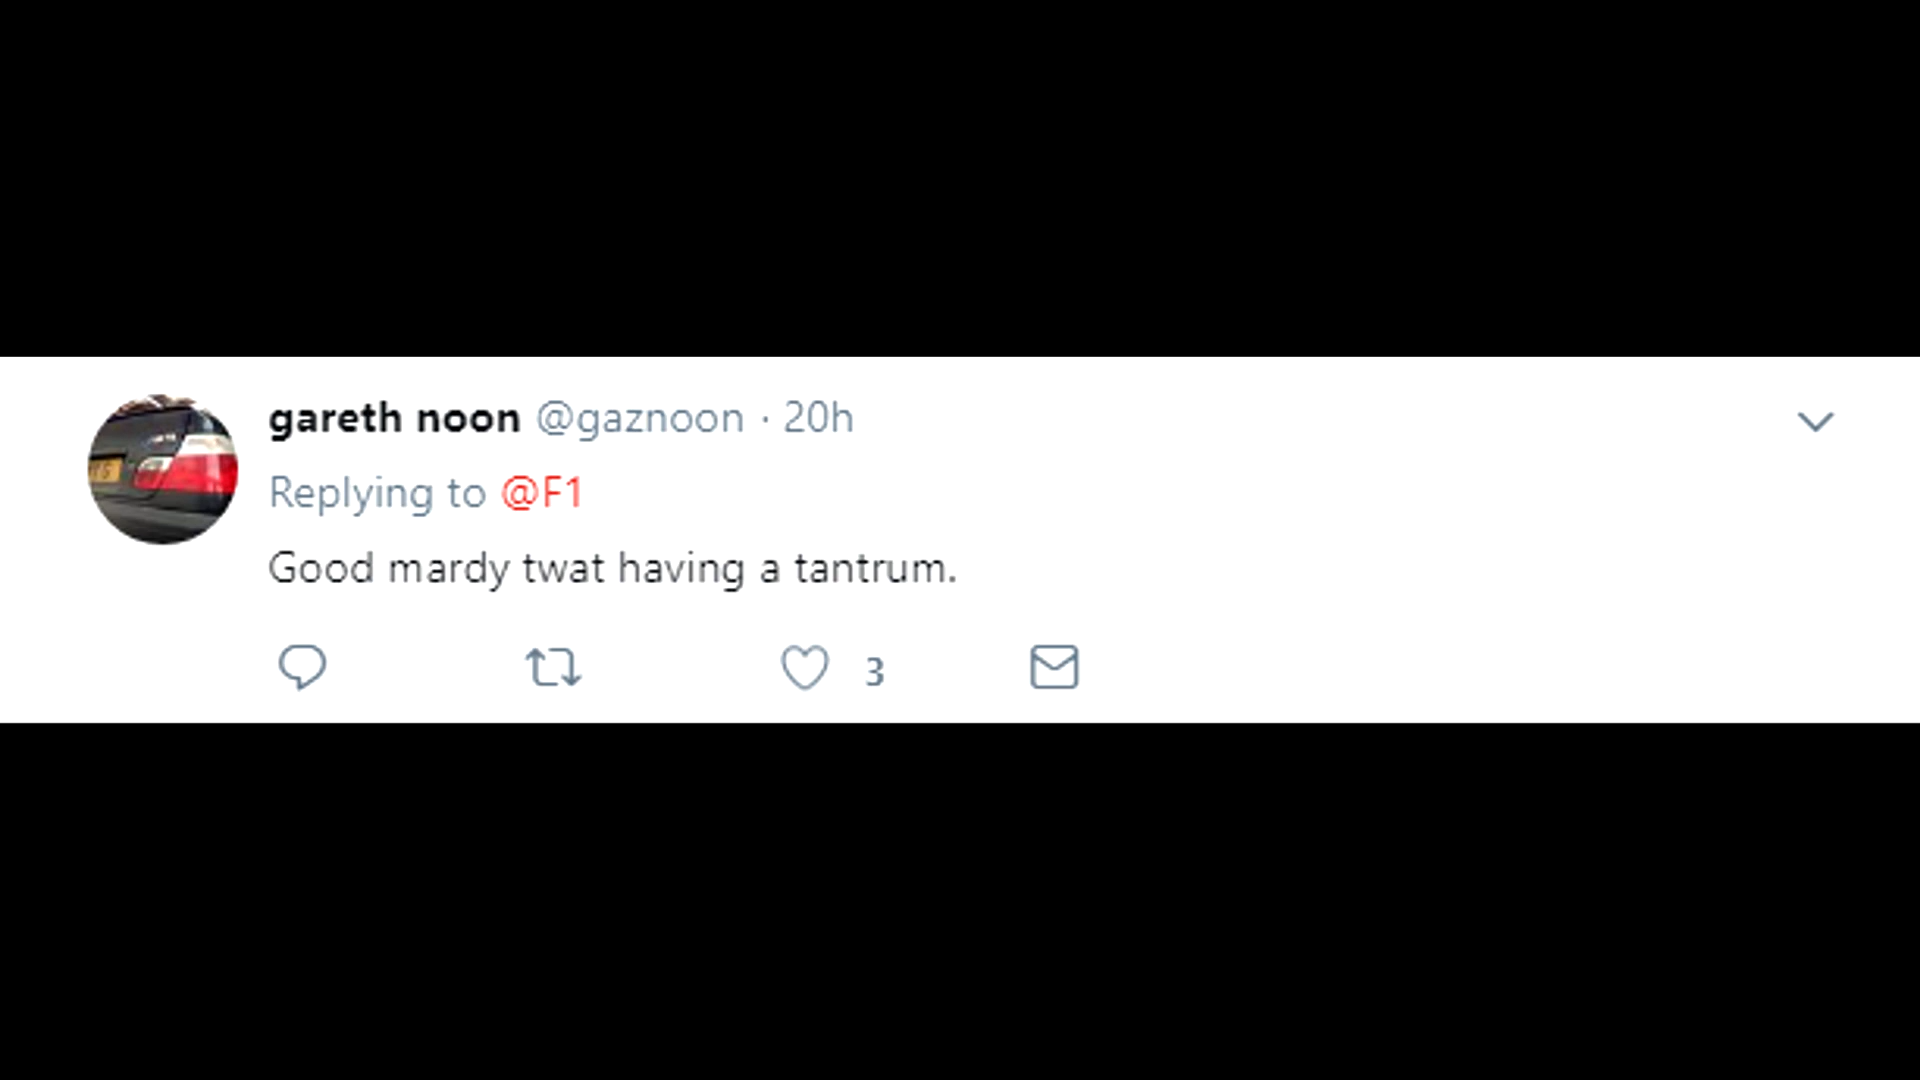 gareth noon @gaznoon · 20h
Replying to @F1
Good mardy twat having a tantrum.
3